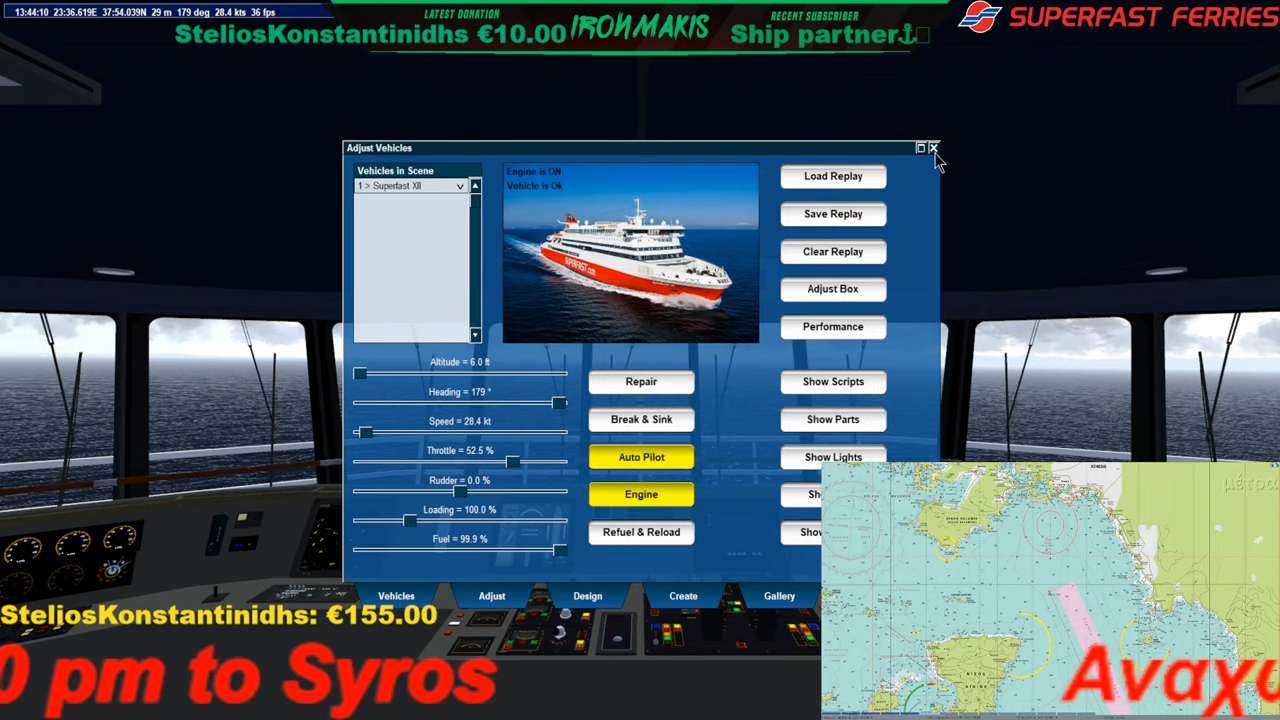 13:44:10 23:36.619E 37:54.039N 29 m 179 deg 28.4 kts 36 fps
LATEST DONATION
SteliosKonstantinidhs €10.00
IRONMAKIS
RECENT SUBSCRIBER
Ship partner⚓
SUPERFAST FERRIES
Adjust Vehicles
Vehicles in Scene
1 > Superfast XII
Engine is ON
Vehicle is Ok
SUPERFAST.com
Load Replay
Save Replay
Clear Replay
Adjust Box
Performance
Altitude = 6.0 ft
Heading = 179 °
Speed = 28.4 kt
Throttle = 52.5 %
Rudder = 0.0 %
Loading = 100.0 %
Fuel = 99.9 %
Repair
Break & Sink
Auto Pilot
Engine
Refuel & Reload
Show Scripts
Show Parts
Show Lights
Sho
Show
μέτρα
Vehicles
Adjust
Design
Create
Gallery
SteliosKonstantinidhs: €155.00
0 pm to Syros
Αναχ